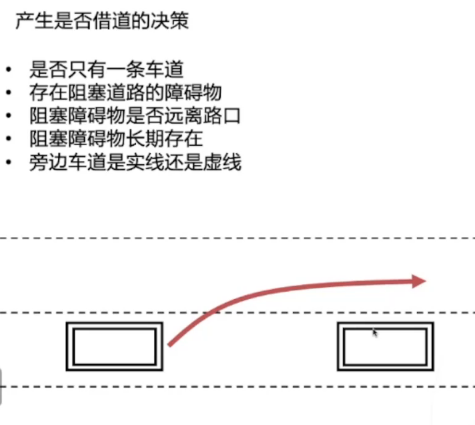 产生是否借道的决策
• 是否只有一条车道
• 存在阻塞道路的障碍物
• 阻塞障碍物是否远离路口
• 阻塞障碍物长期存在
• 旁边车道是实线还是虚线